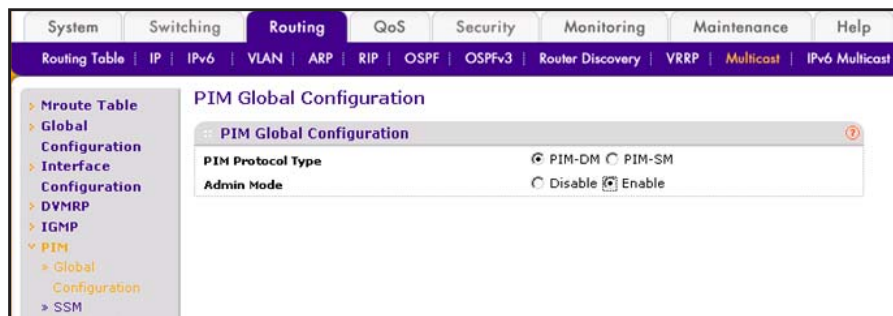 System Switching Routing QoS Security Monitoring Maintenance Help
Routing Table IP IPv6 VLAN ARP RIP OSPF OSPFv3 Router Discovery VRRP Multicast IPv6 Multicast
Mroute Table
Global
Configuration
Interface
Configuration
DVMRP
IGMP
PIM
Global
Configuration
SSM
PIM Global Configuration
PIM Global Configuration
PIM Protocol Type PIM-DM PIM-SM
Admin Mode Disable Enable